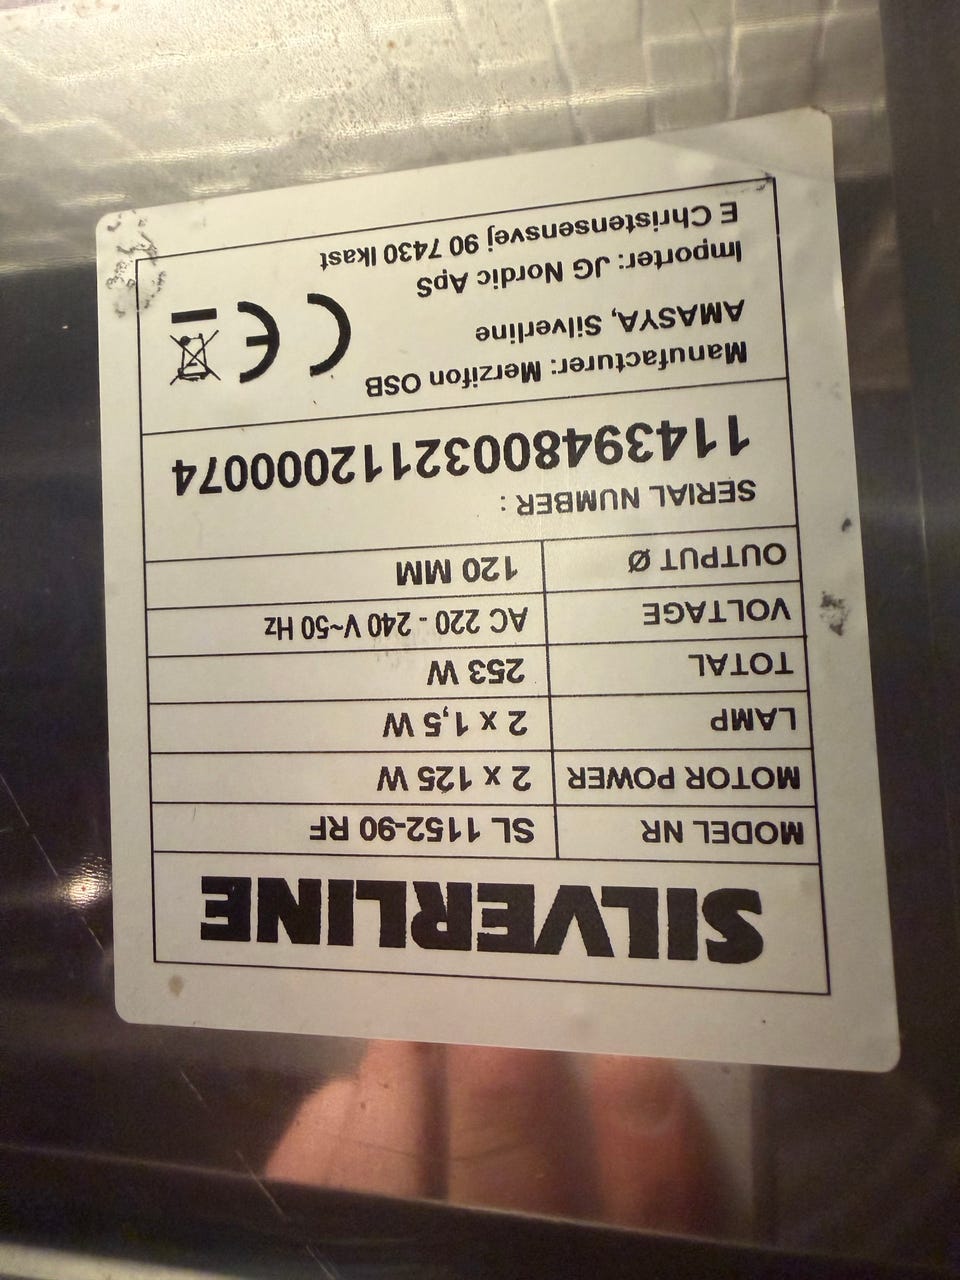 SILVERLINE
MODEL NR SL 1152-90 RF
MOTOR POWER 2 x 125 W
LAMP 2 x 1,5 W
TOTAL 253 W
VOLTAGE AC 220 - 240 V~50 Hz
OUTPUT Ø 120 MM
SERIAL NUMBER :
1143948003211200074
Manufacturer: Merzifon OSB
AMASYA, Silverline
Importer: JG Nordic ApS
E Christensensvej 90 7430 Ikast
CE